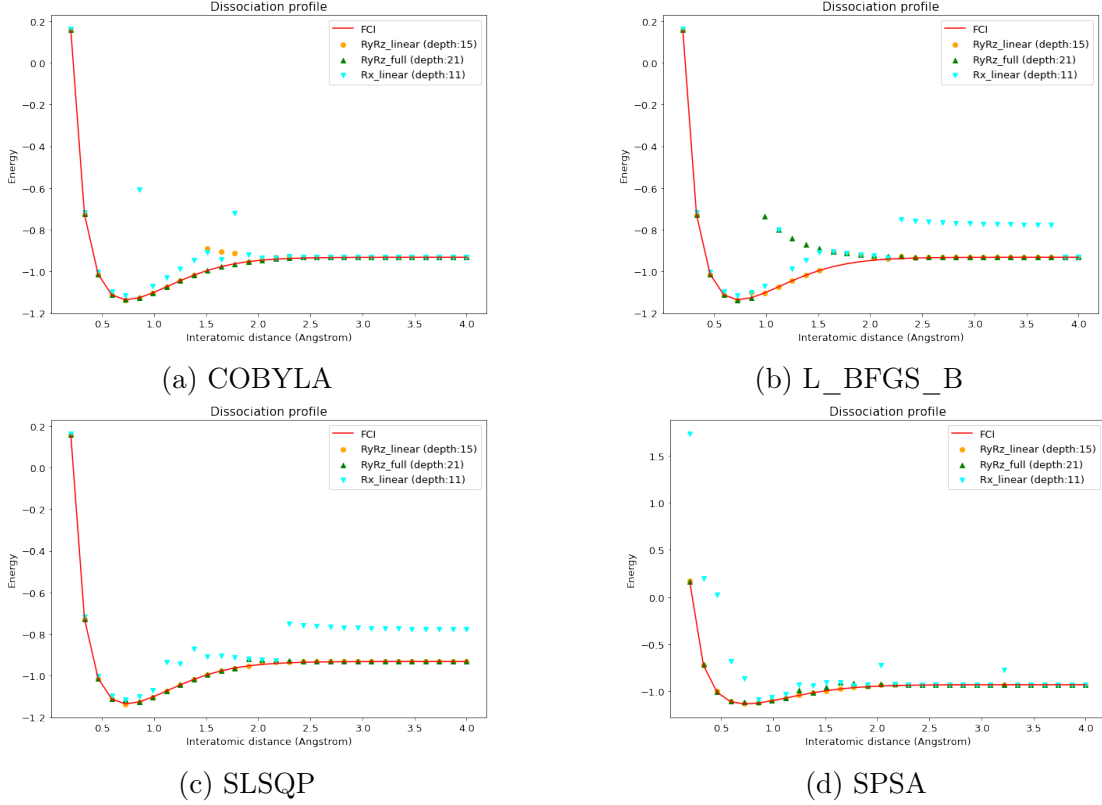 Dissociation profile
0.2
0.0
−0.2
−0.4
−0.6
−0.8
−1.0
−1.2
Energy
0.5 1.0 1.5 2.0 2.5 3.0 3.5 4.0
Interatomic distance (Angstrom)
FCI
RyRz_linear (depth:15)
RyRz_full (depth:21)
Rx_linear (depth:11)
(a) COBYLA
Dissociation profile
0.2
0.0
−0.2
−0.4
−0.6
−0.8
−1.0
−1.2
Energy
0.5 1.0 1.5 2.0 2.5 3.0 3.5 4.0
Interatomic distance (Angstrom)
FCI
RyRz_linear (depth:15)
RyRz_full (depth:21)
Rx_linear (depth:11)
(b) L_BFGS_B
Dissociation profile
0.2
0.0
−0.2
−0.4
−0.6
−0.8
−1.0
−1.2
Energy
0.5 1.0 1.5 2.0 2.5 3.0 3.5 4.0
Interatomic distance (Angstrom)
FCI
RyRz_linear (depth:15)
RyRz_full (depth:21)
Rx_linear (depth:11)
(c) SLSQP
Dissociation profile
1.5
1.0
0.5
0.0
−0.5
−1.0
Energy
0.5 1.0 1.5 2.0 2.5 3.0 3.5 4.0
Interatomic distance (Angstrom)
FCI
RyRz_linear (depth:15)
RyRz_full (depth:21)
Rx_linear (depth:11)
(d) SPSA